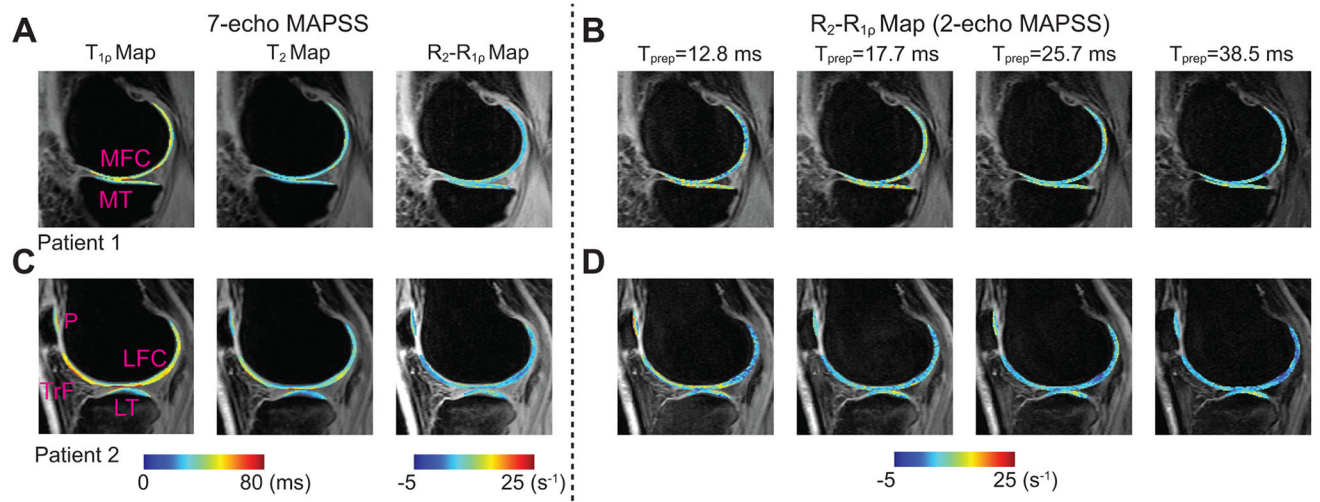 A
7-echo MAPSS
T₁ρ Map
T₂ Map
R₂-R₁ρ Map
MFC
MT
Patient 1
B
R₂-R₁ρ Map (2-echo MAPSS)
Tprep=12.8 ms
Tprep=17.7 ms
Tprep=25.7 ms
Tprep=38.5 ms
C
P
LFC
TrF
LT
Patient 2
0
80 (ms)
-5
25 (s⁻¹)
D
-5
25 (s⁻¹)